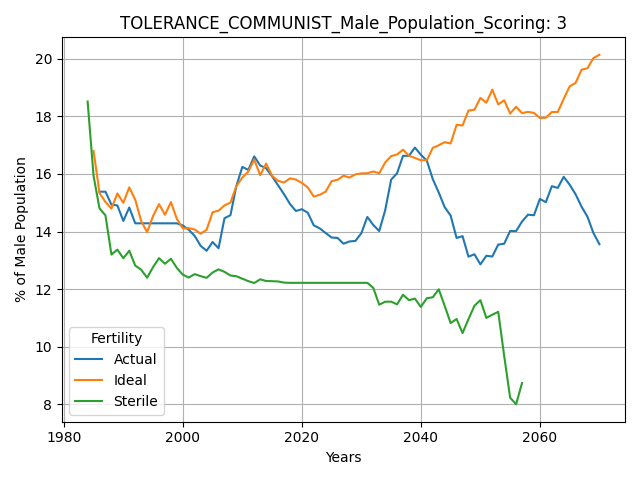 TOLERANCE_COMMUNIST_Male_Population_Scoring: 3
% of Male Population
20
18
16
14
12
10
8
Fertility
Actual
Ideal
Sterile
1980
2000
2020
2040
2060
Years